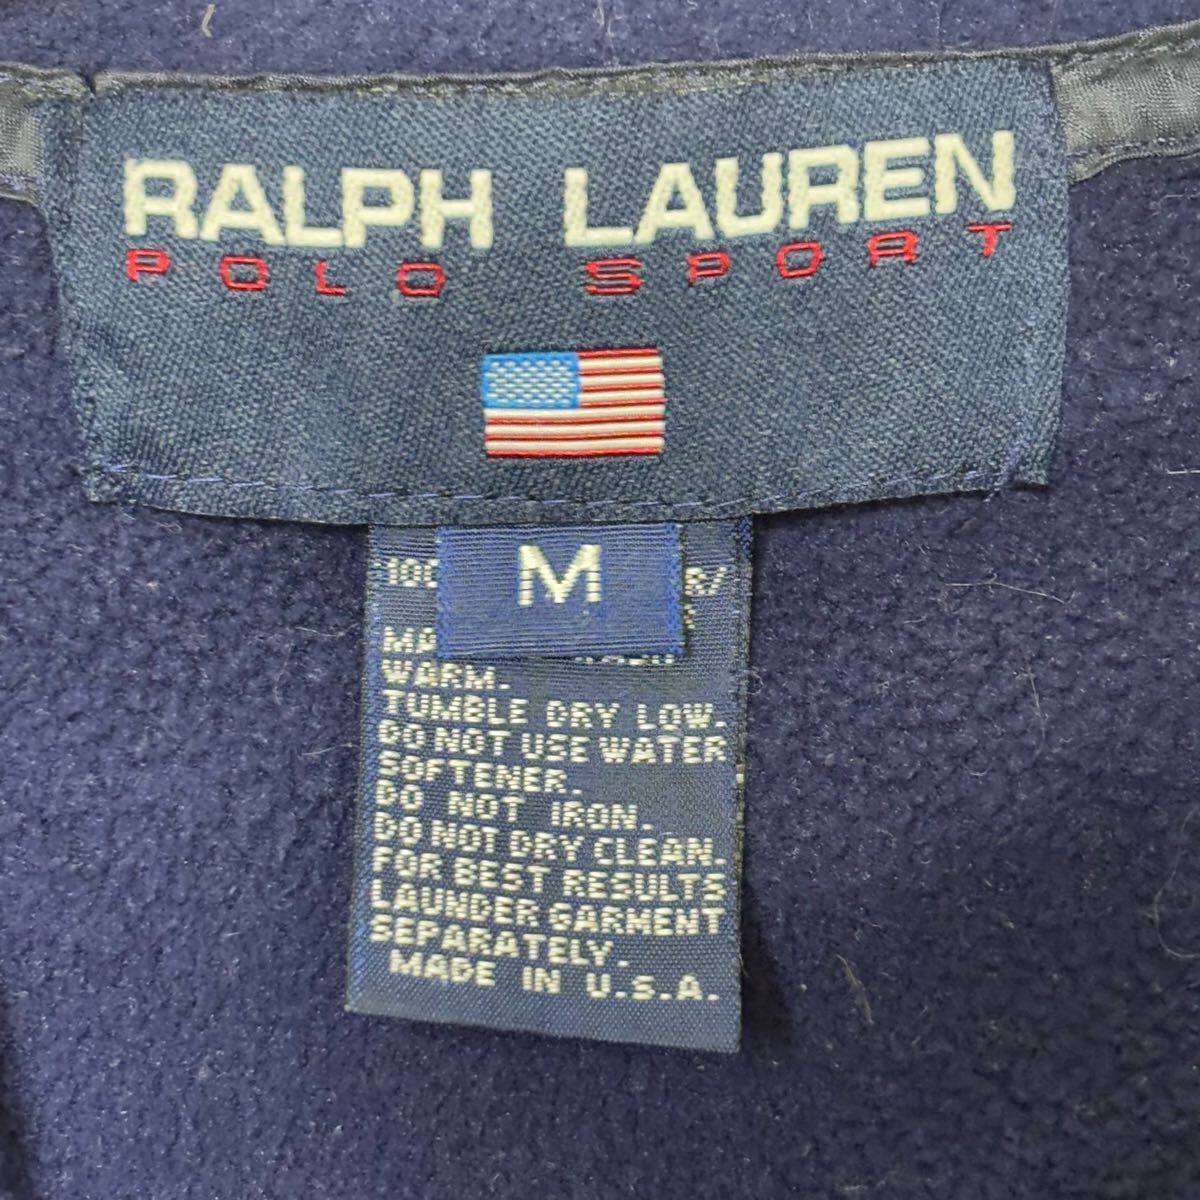 RALPH LAUREN
POLO SPORT
M
WARM.
TUMBLE DRY LOW.
DO NOT USE WATER
SOFTENER.
DO NOT IRON.
DO NOT DRY CLEAN.
FOR BEST RESULTS
LAUNDER GARMENT
SEPARATELY.
MADE IN U.S.A.